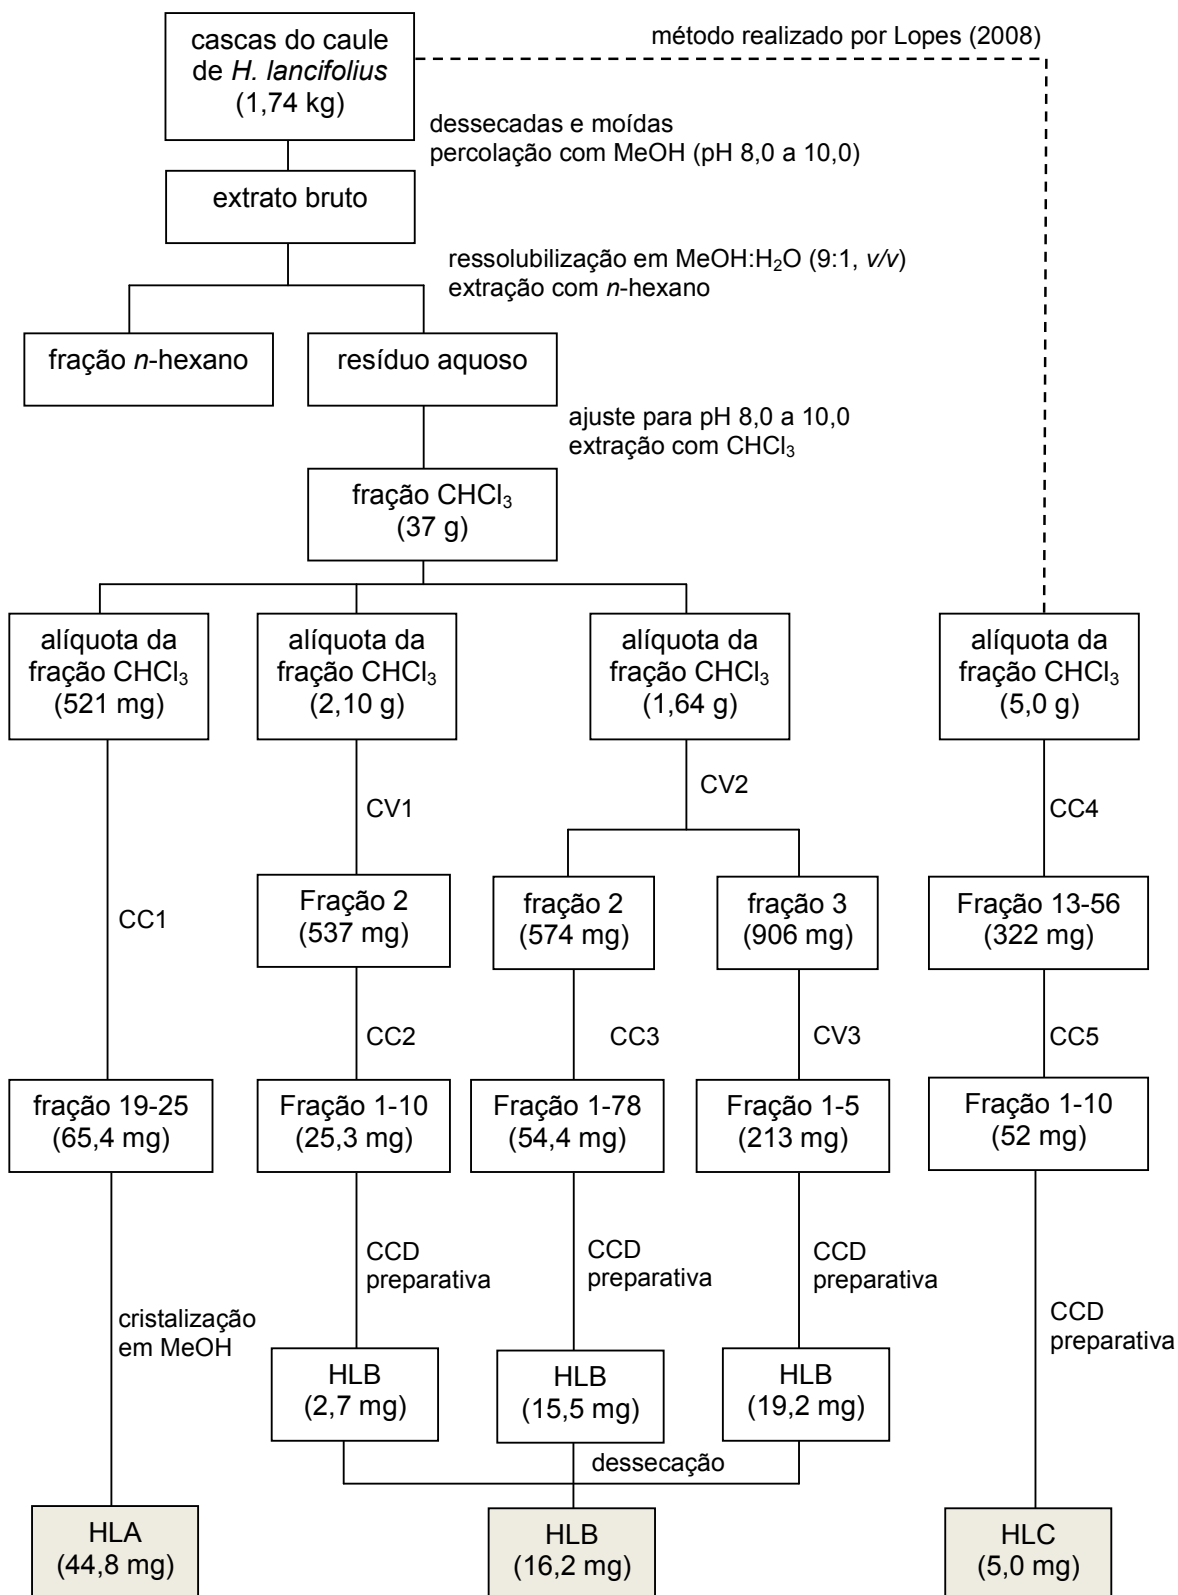 cascas do caule
de H. lancifolius
(1,74 kg)
método realizado por Lopes (2008)
dessecadas e moídas
percolação com MeOH (pH 8,0 a 10,0)
extrato bruto
ressolubilização em MeOH:H₂O (9:1, v/v)
extração com n-hexano
fração n-hexano
resíduo aquoso
ajuste para pH 8,0 a 10,0
extração com CHCl₃
fração CHCl₃
(37 g)
alíquota da
fração CHCl₃
(521 mg)
alíquota da
fração CHCl₃
(2,10 g)
alíquota da
fração CHCl₃
(1,64 g)
alíquota da
fração CHCl₃
(5,0 g)
CC1
CV1
CV2
CC4
Fração 2
(537 mg)
fração 2
(574 mg)
fração 3
(906 mg)
Fração 13-56
(322 mg)
CC2
CC3
CV3
CC5
fração 19-25
(65,4 mg)
Fração 1-10
(25,3 mg)
Fração 1-78
(54,4 mg)
Fração 1-5
(213 mg)
Fração 1-10
(52 mg)
cristalização
em MeOH
CCD
preparativa
CCD
preparativa
CCD
preparativa
CCD
preparativa
HLB
(2,7 mg)
HLB
(15,5 mg)
HLB
(19,2 mg)
dessecação
HLA
(44,8 mg)
HLB
(16,2 mg)
HLC
(5,0 mg)